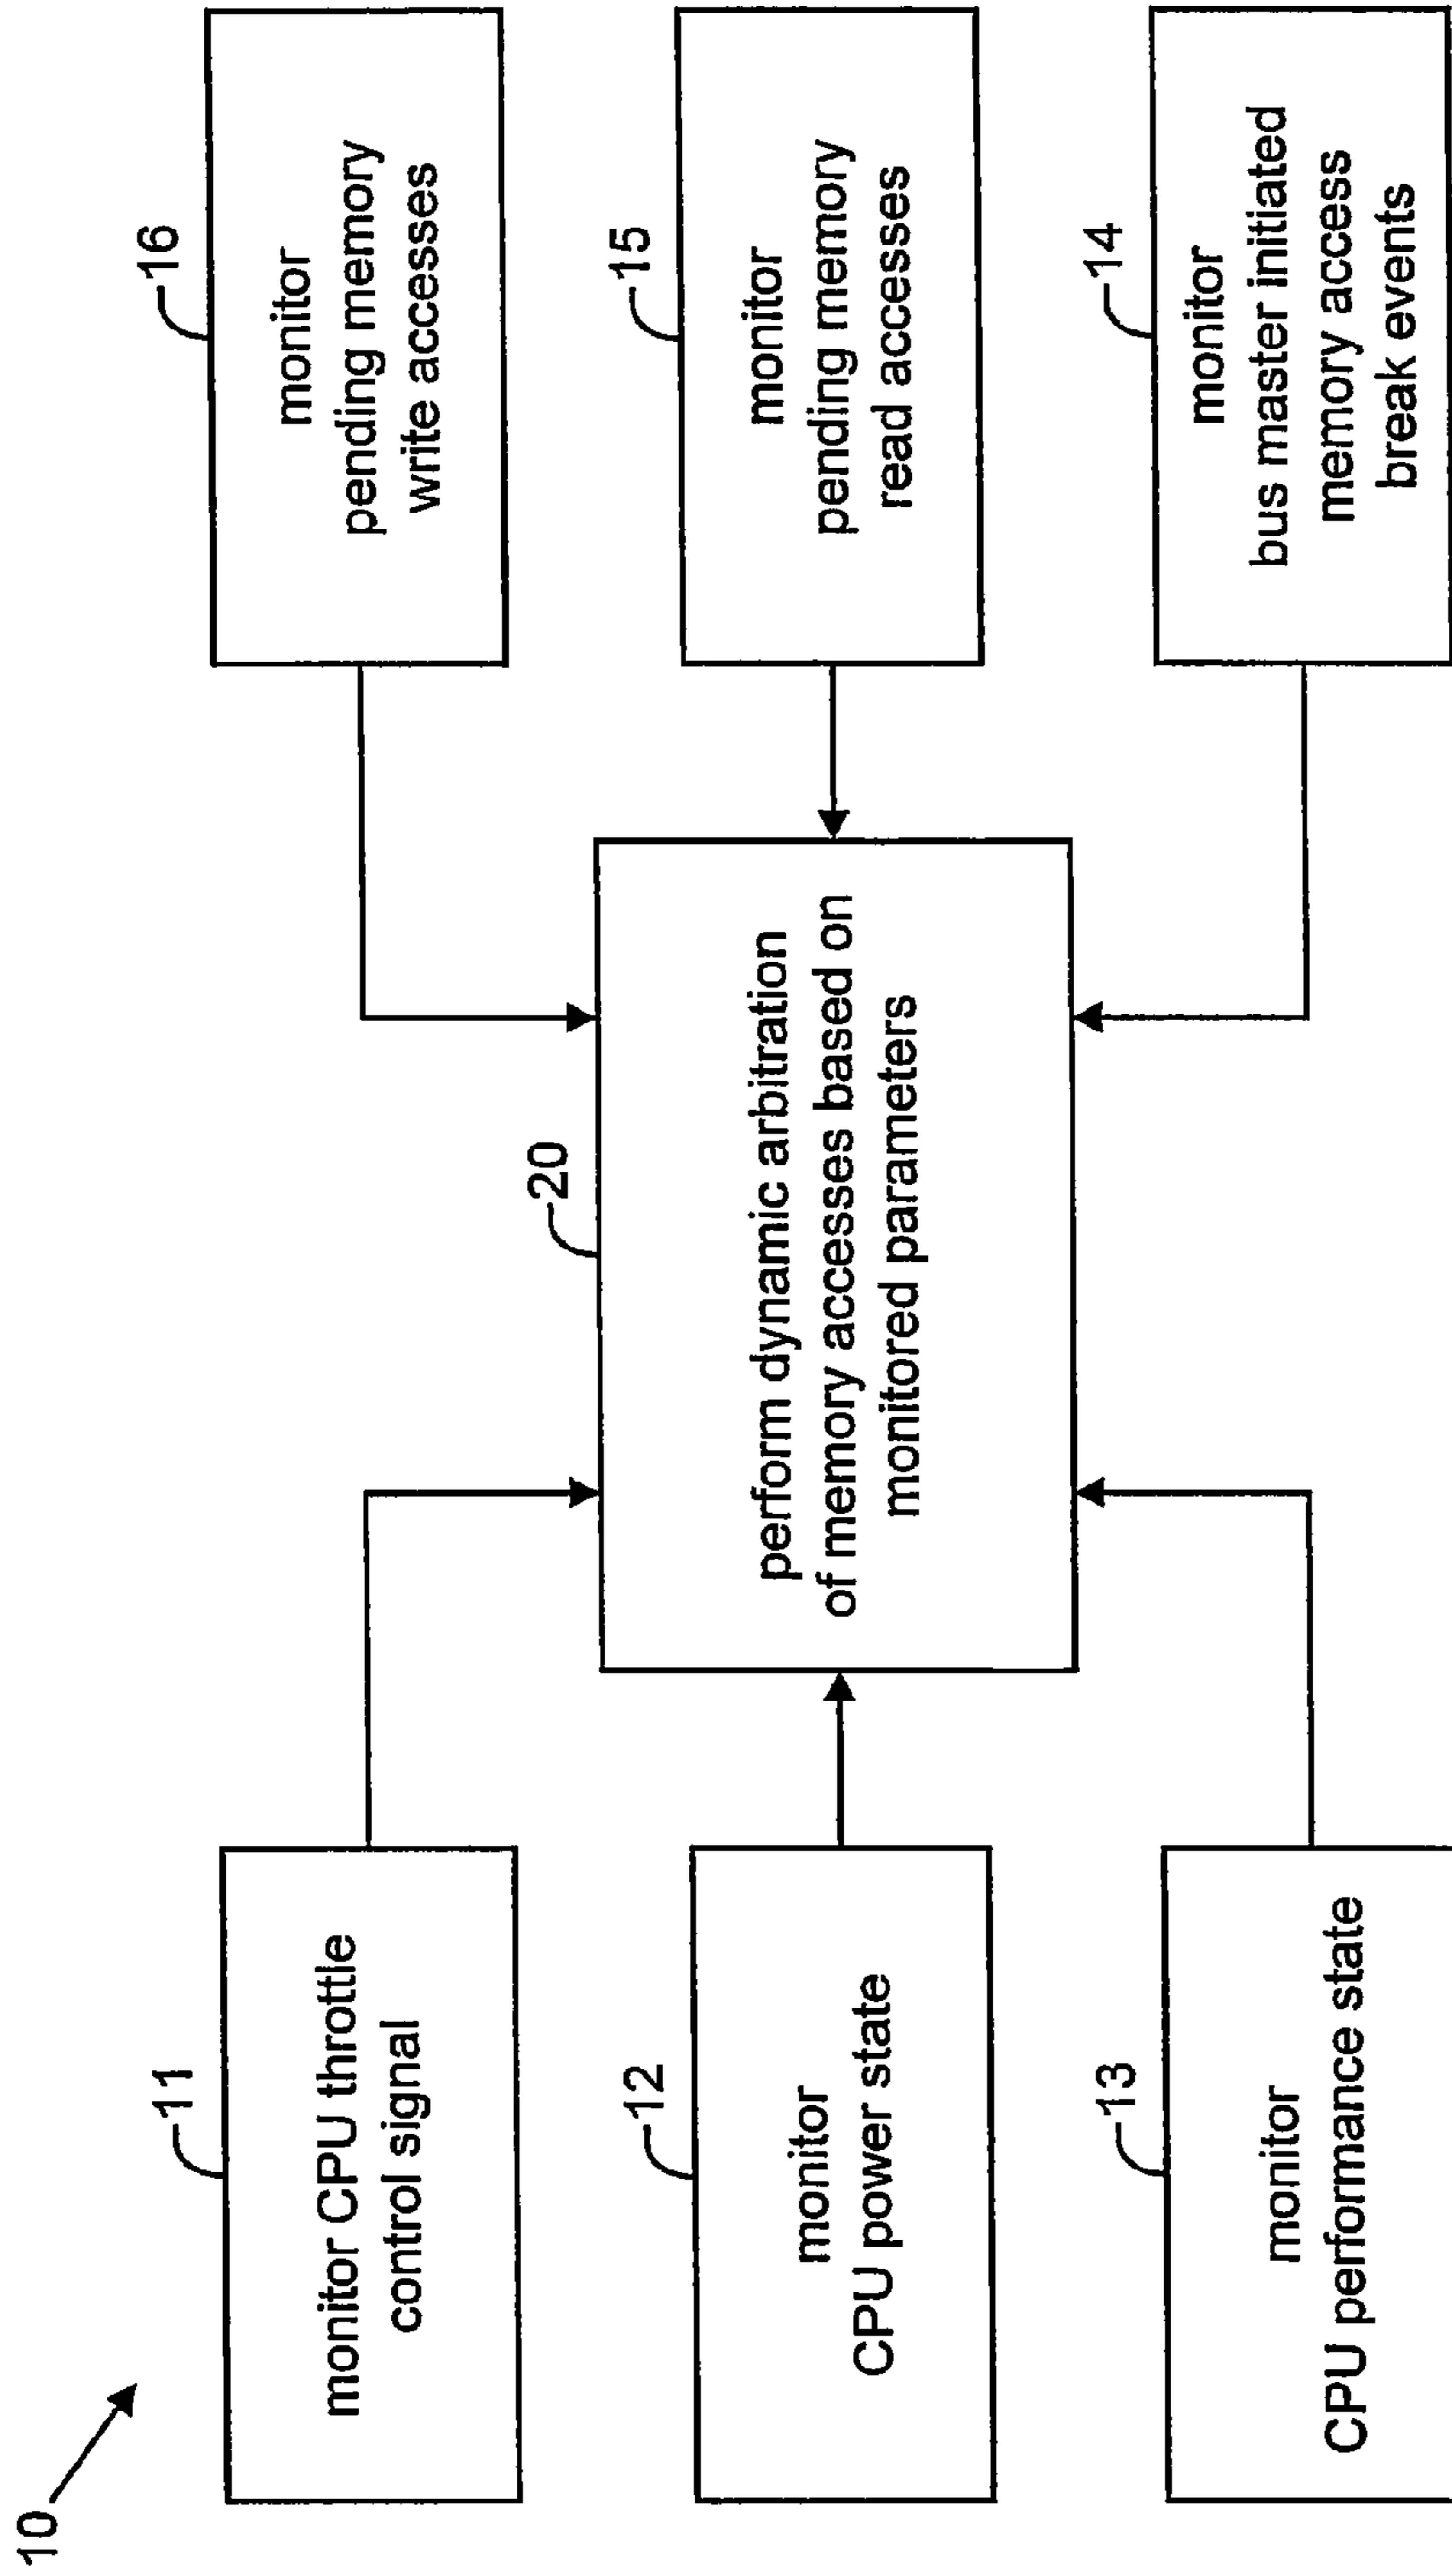 10
11
monitor CPU throttle
control signal
12
monitor
CPU power state
13
monitor
CPU performance state
20
perform dynamic arbitration
of memory accesses based on
monitored parameters
16
monitor
pending memory
write accesses
15
monitor
pending memory
read accesses
14
monitor
bus master initiated
memory access
break events